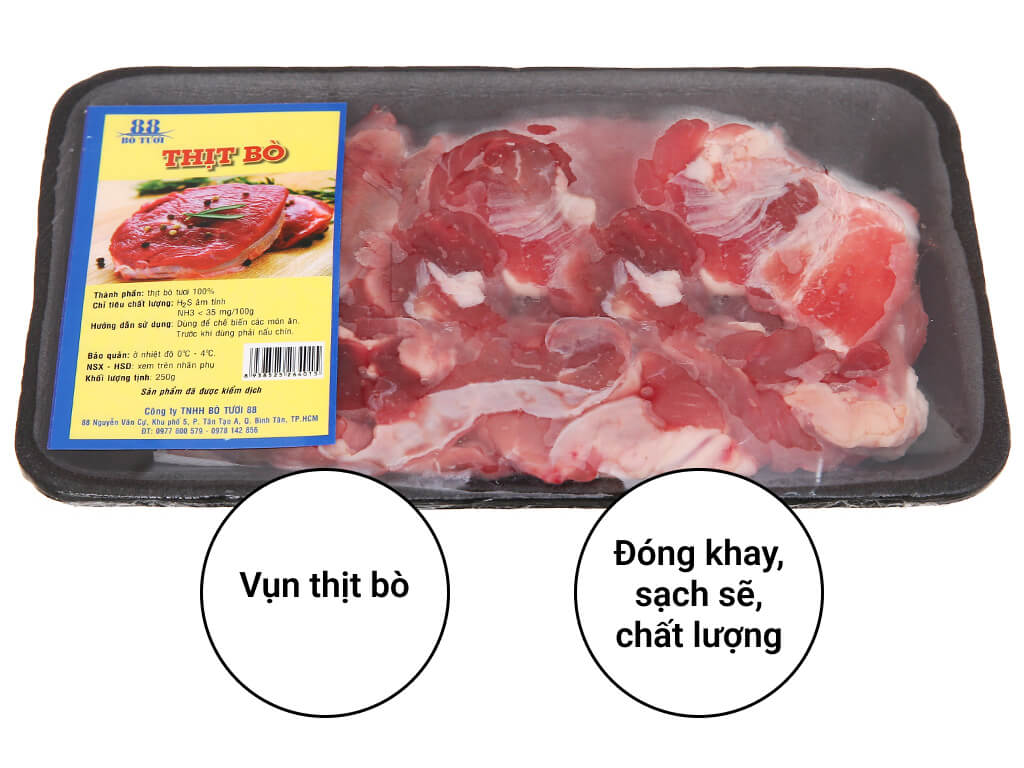 88
BÒ TƯƠI
THỊT BÒ
Thành phần: thịt bò tươi 100%
Chỉ tiêu chất lượng: H₂S âm tính
NH3 < 35 mg/100g
Hướng dẫn sử dụng: Dùng để chế biến các món ăn.
Trước khi dùng phải nấu chín.
Bảo quản: ở nhiệt độ 0°C - 4°C.
NSX - HSD: xem trên nhãn phụ
Khối lượng tịnh: 250g
8 938525 264015
Sản phẩm đã được kiểm dịch
Công ty TNHH BÒ TƯƠI 88
88 Nguyễn Văn Cự, Khu phố 5, P. Tân Tạo A, Q. Bình Tân, TP.HCM
ĐT: 0977 800 579 - 0978 142 856
Vụn thịt bò
Đóng khay,
sạch sẽ,
chất lượng